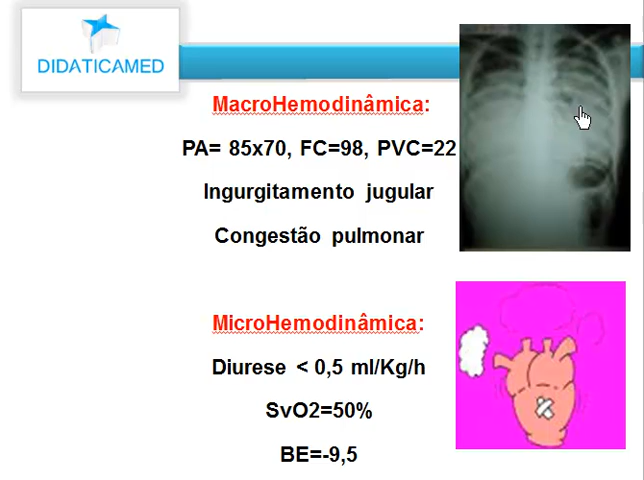 DIDATICAMED
MacroHemodinâmica:
PA= 85x70, FC=98, PVC=22
Ingurgitamento jugular
Congestão pulmonar
MicroHemodinâmica:
Diurese < 0,5 ml/Kg/h
SvO2=50%
BE=-9,5